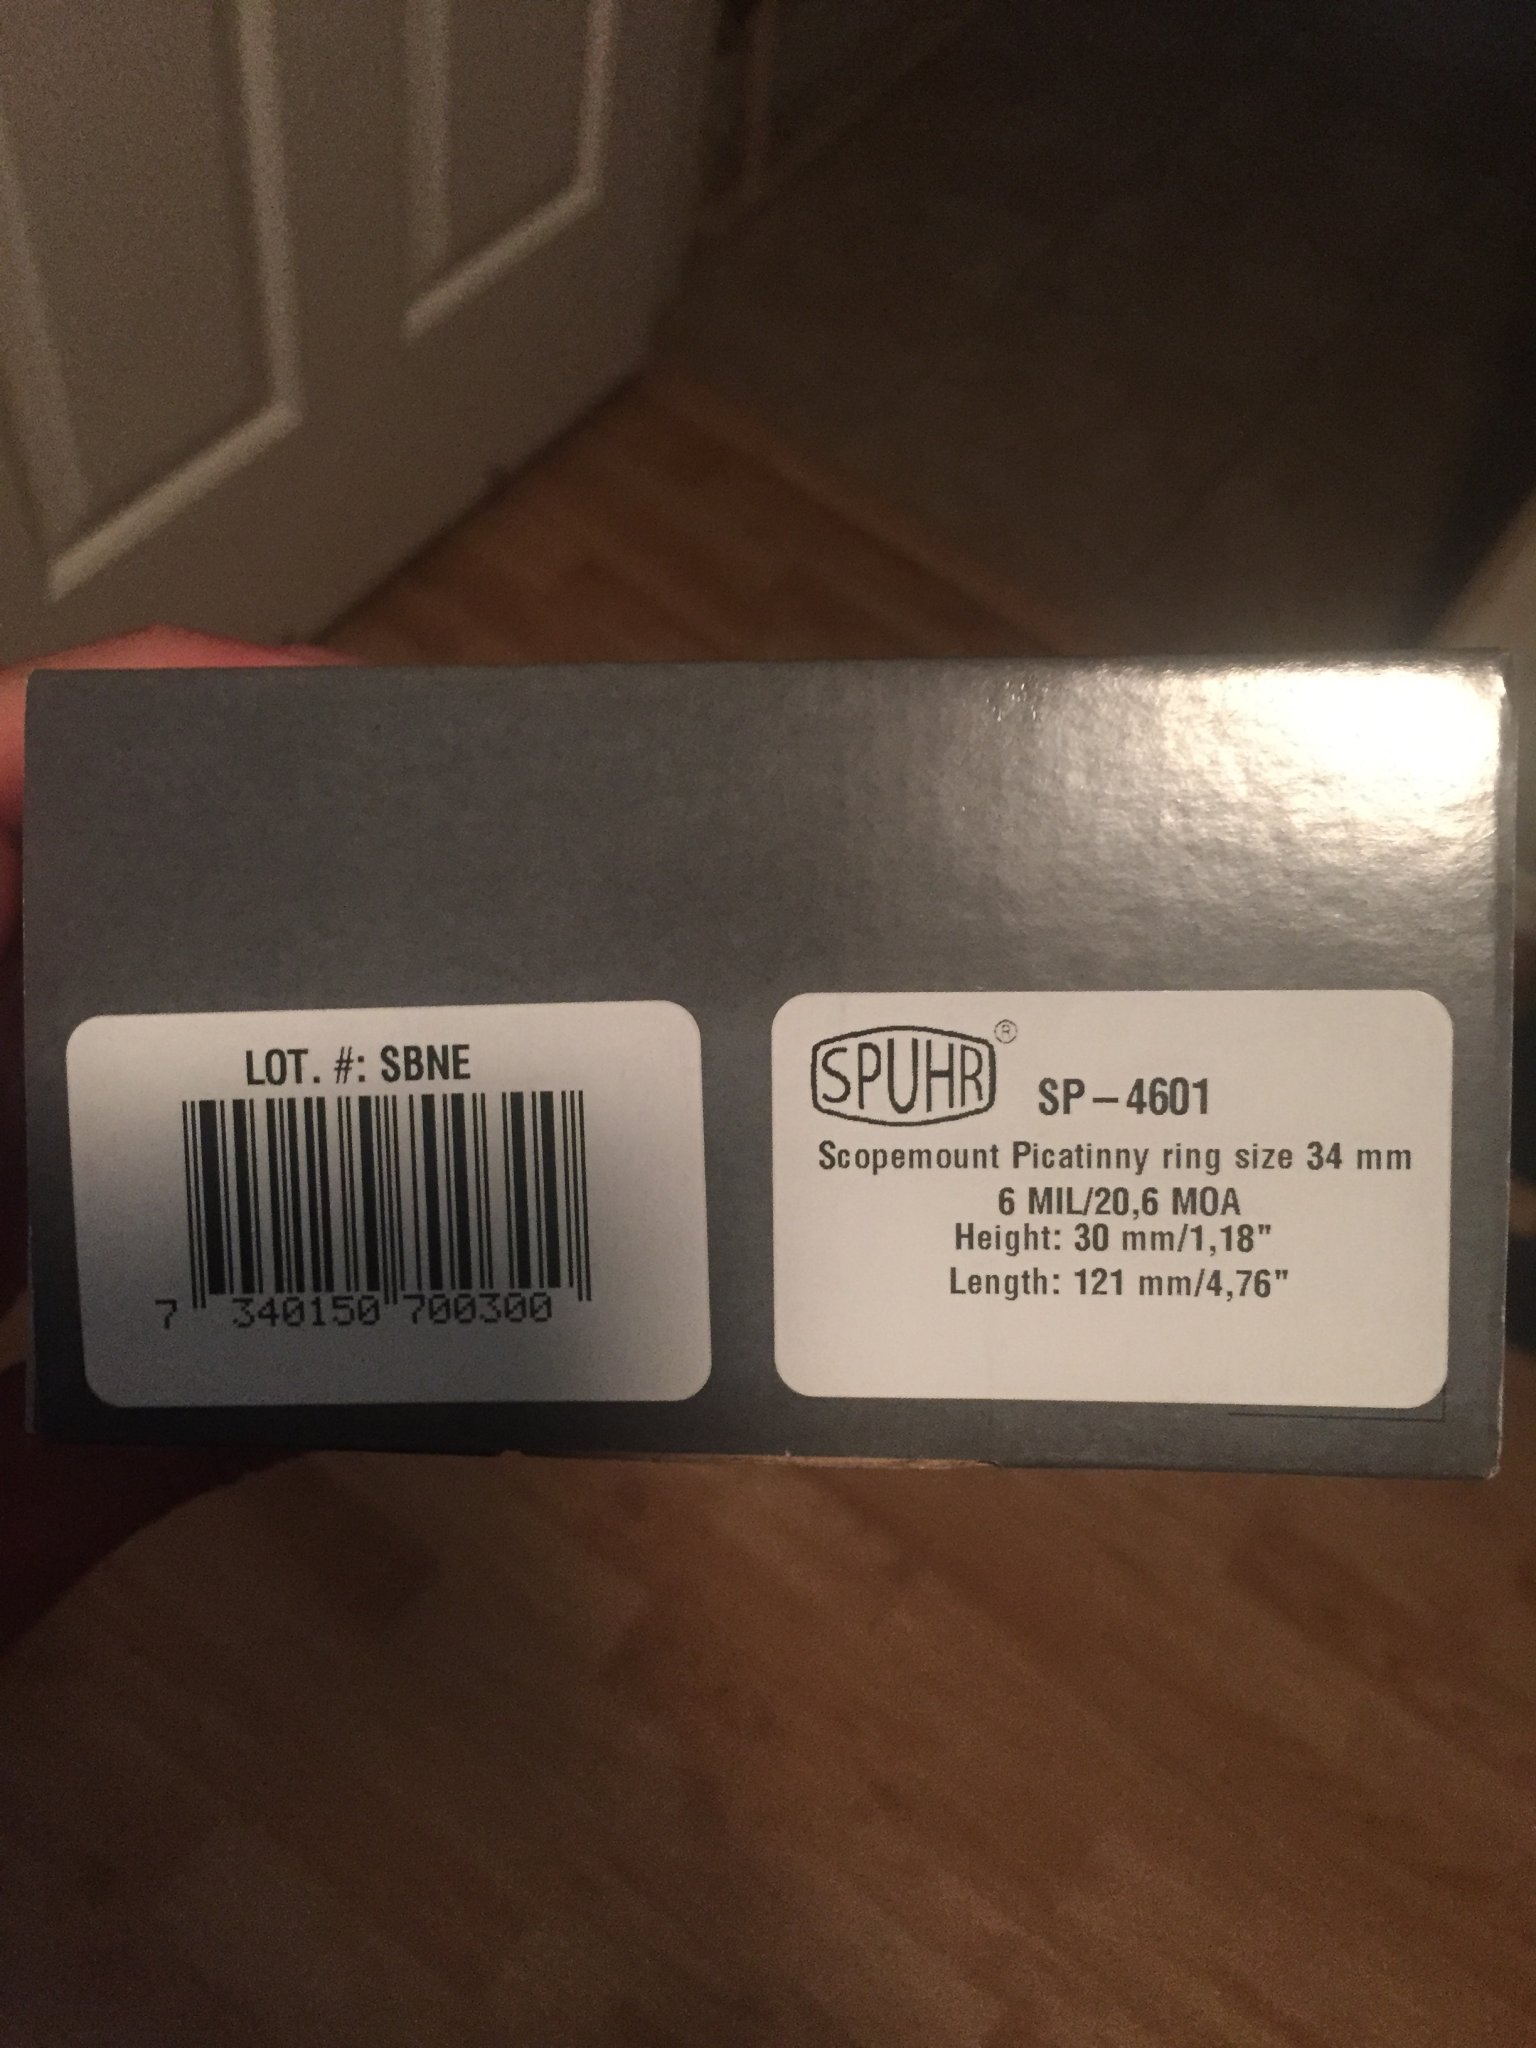 LOT. #: SBNE
7 340150 700300
SPUHR ®
SP-4601
Scopemount Picatinny ring size 34 mm
6 MIL/20,6 MOA
Height: 30 mm/1,18"
Length: 121 mm/4,76"